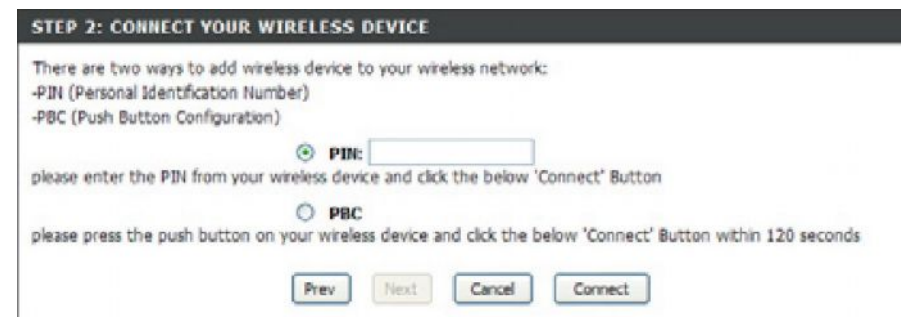 STEP 2: CONNECT YOUR WIRELESS DEVICE
There are two ways to add wireless device to your wireless network:
-PIN (Personal Identification Number)
-PBC (Push Button Configuration)
PIN:
please enter the PIN from your wireless device and click the below 'Connect' Button
PBC
please press the push button on your wireless device and click the below 'Connect' Button within 120 seconds
Prev Next Cancel Connect